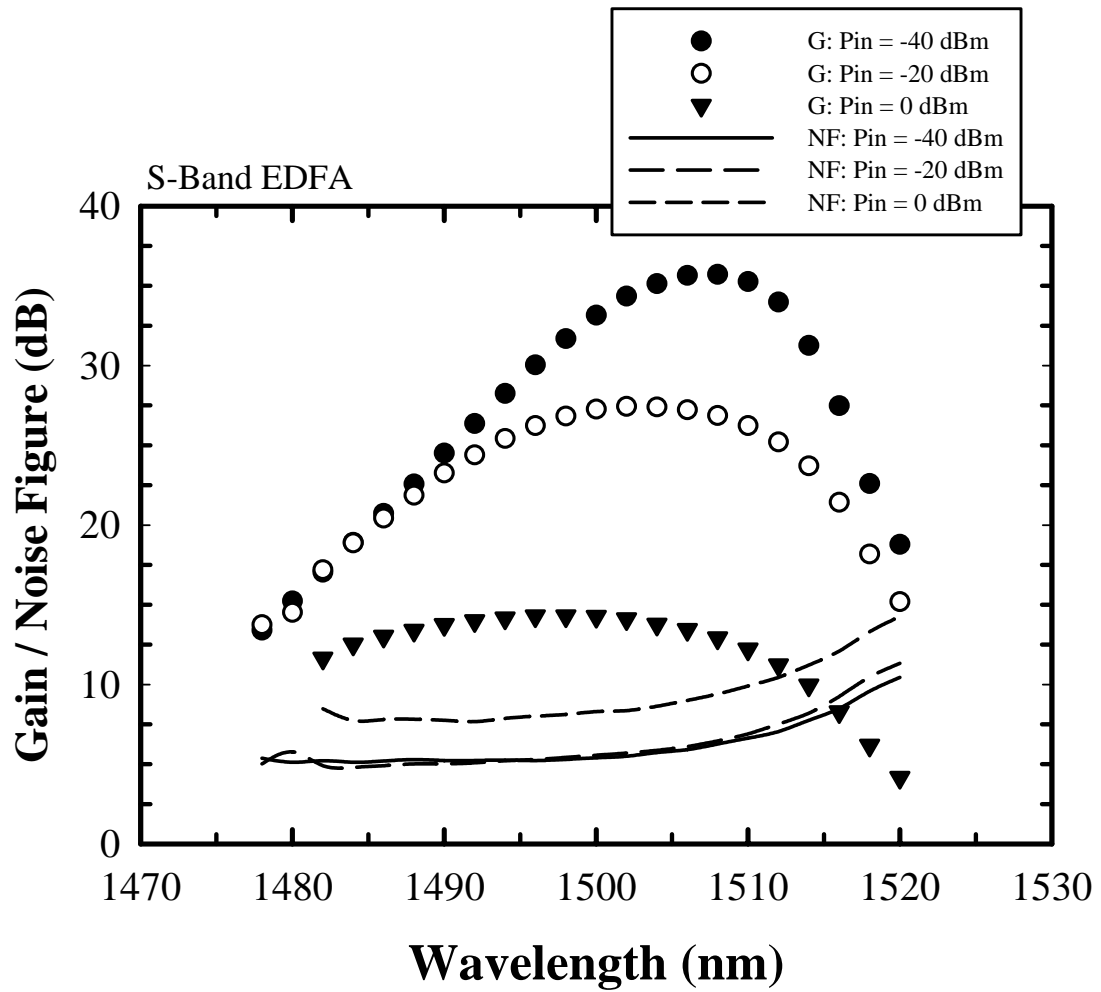 G: Pin = -40 dBm
G: Pin = -20 dBm
G: Pin = 0 dBm
NF: Pin = -40 dBm
NF: Pin = -20 dBm
NF: Pin = 0 dBm
S-Band EDFA
40
30
20
10
0
Gain / Noise Figure (dB)
1470 1480 1490 1500 1510 1520 1530
Wavelength (nm)